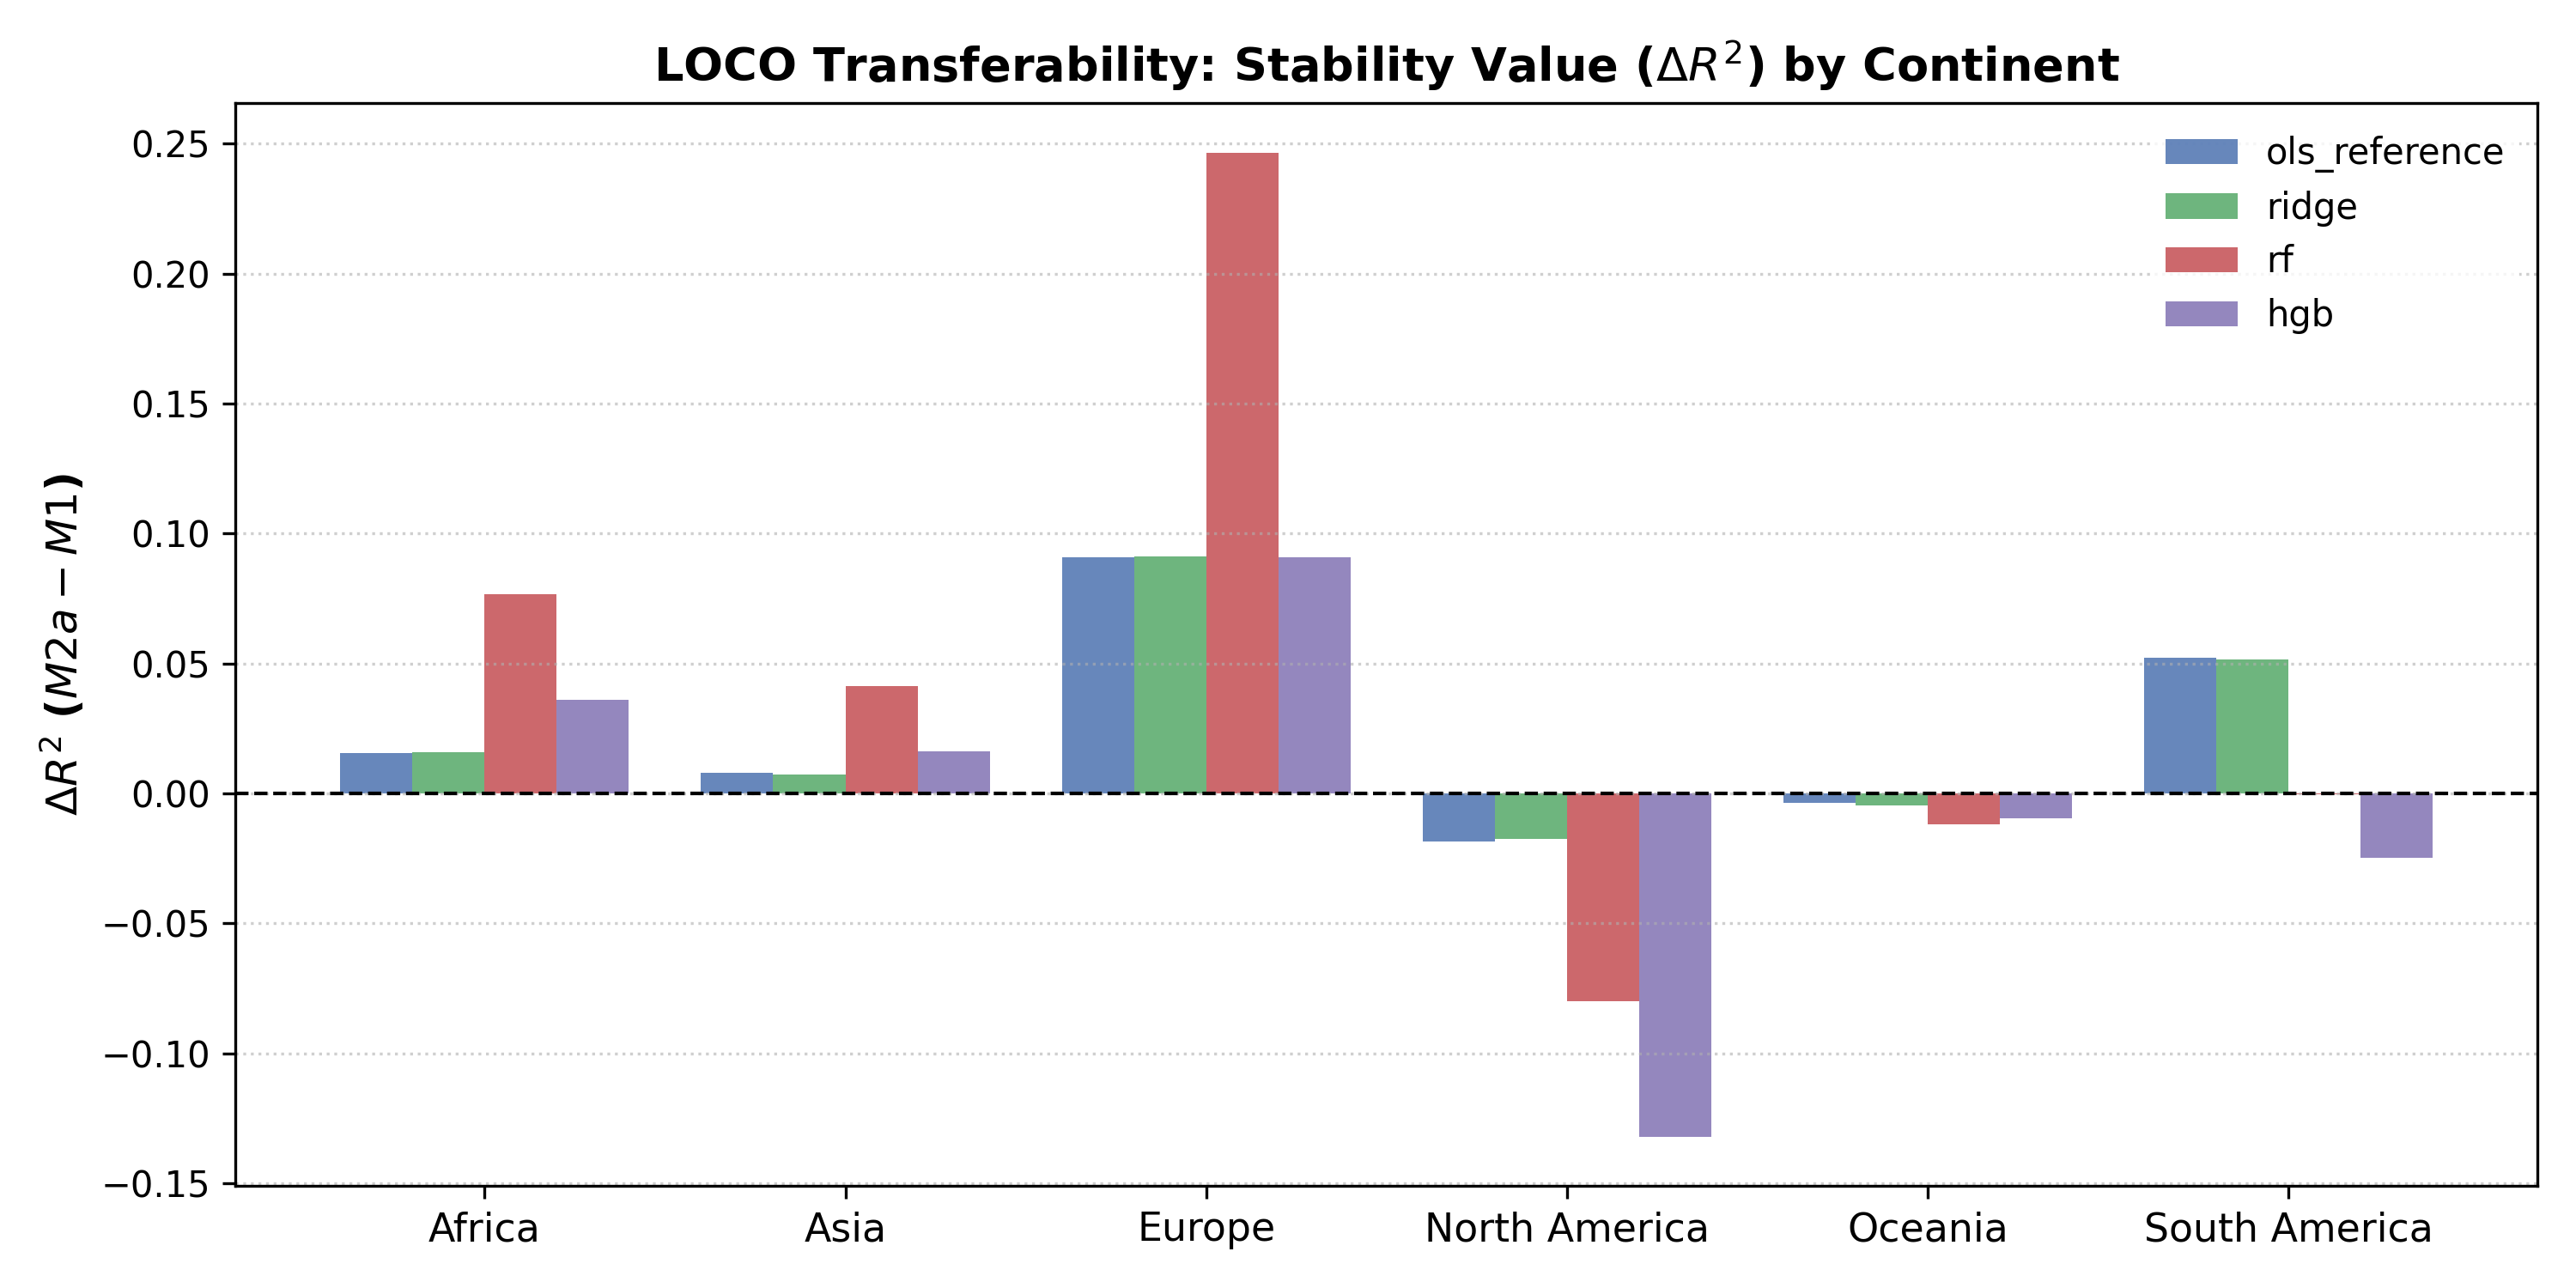 LOCO Transferability: Stability Value (ΔR²) by Continent
ΔR² (M2a − M1)
0.25
0.20
0.15
0.10
0.05
0.00
−0.05
−0.10
−0.15
ols_reference
ridge
rf
hgb
Africa
Asia
Europe
North America
Oceania
South America